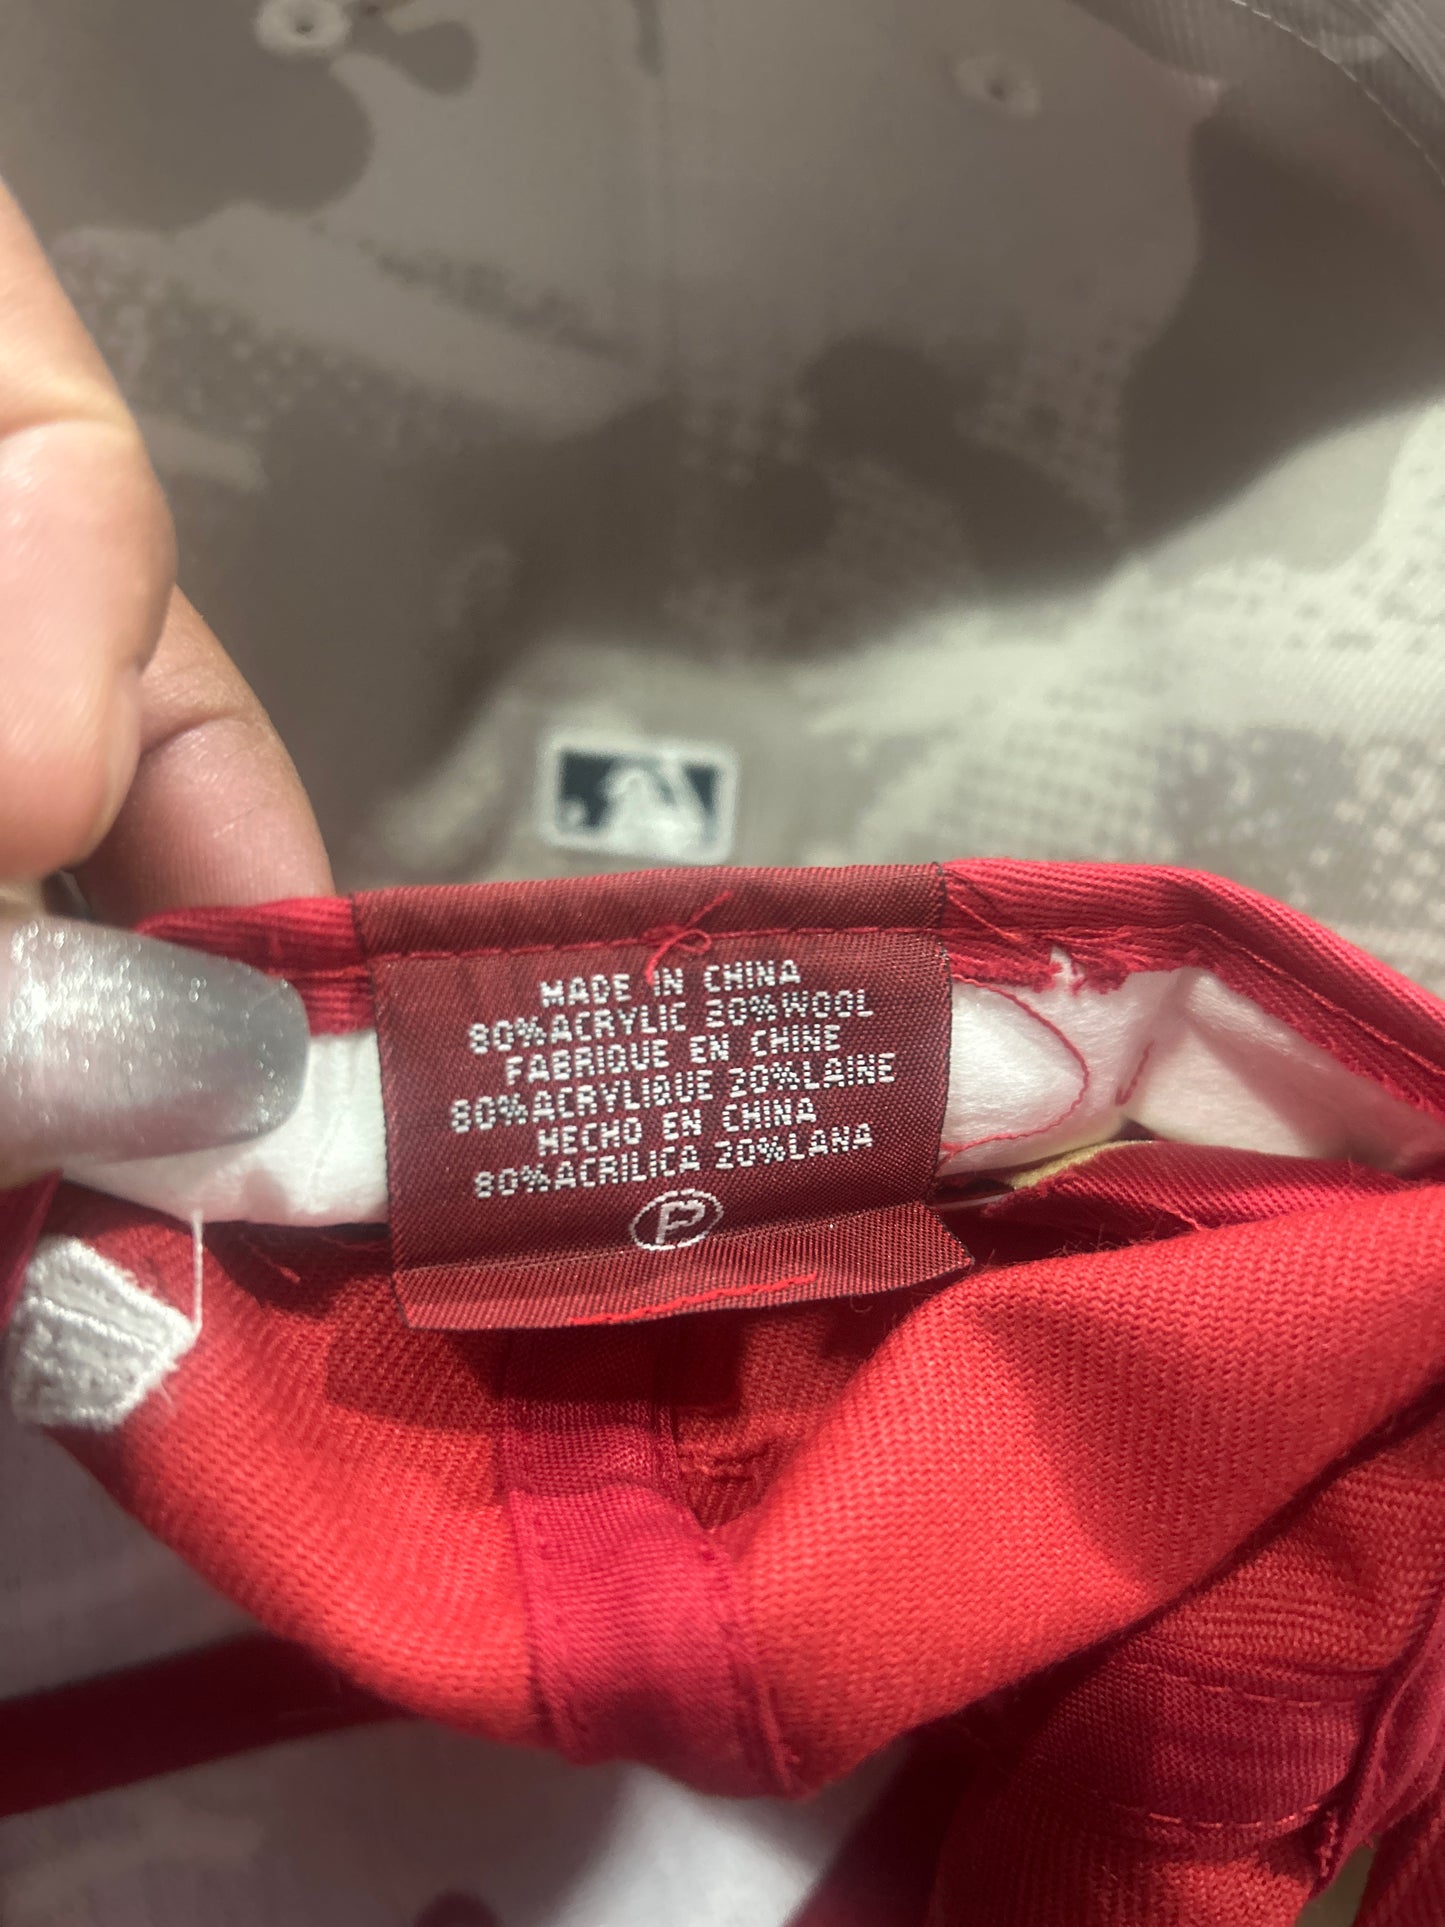 MADE IN CHINA
80%ACRYLIC 20%WOOL
FABRIQUE EN CHINE
80%ACRYLIQUE 20%LAINE
HECHO EN CHINA
80%ACRILICA 20%LANA
P